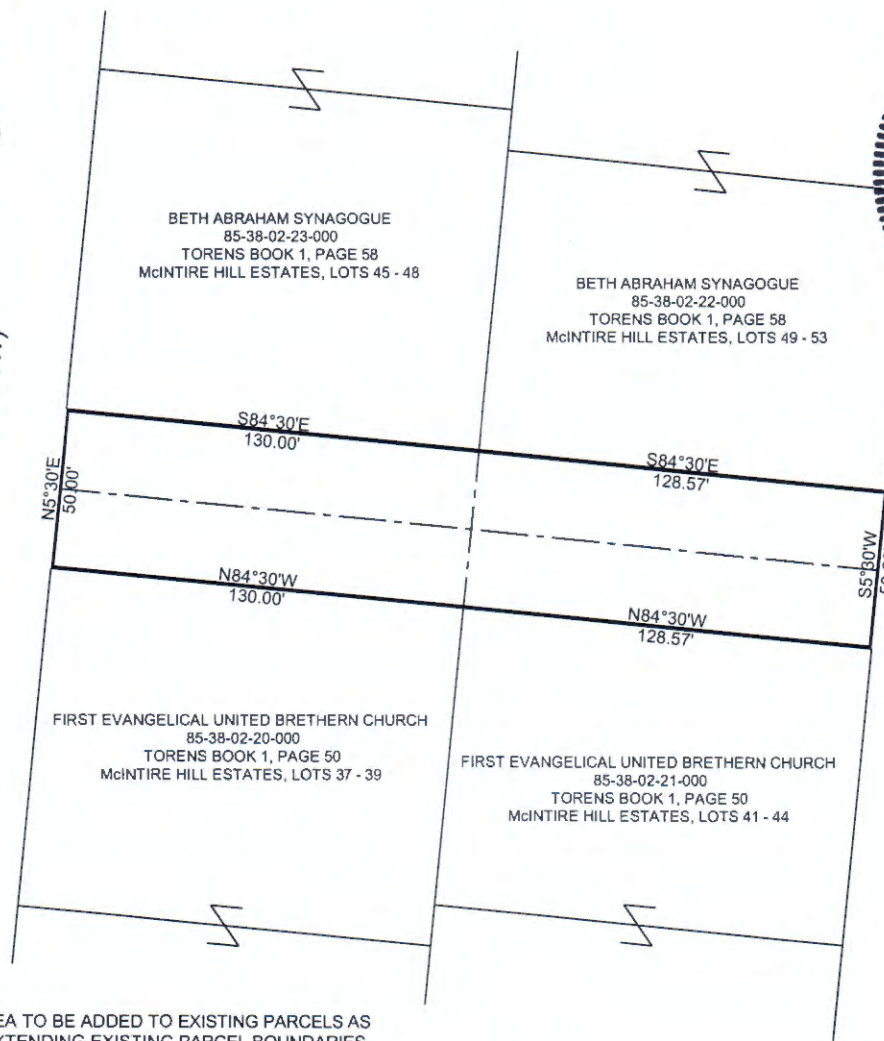 BETH ABRAHAM SYNAGOGUE
85-38-02-23-000
TORENS BOOK 1, PAGE 58
McINTIRE HILL ESTATES, LOTS 45 - 48
BETH ABRAHAM SYNAGOGUE
85-38-02-22-000
TORENS BOOK 1, PAGE 58
McINTIRE HILL ESTATES, LOTS 49 - 53
S84°30'E
130.00'
S84°30'E
128.57'
N5°30'E
50.00'
S5°30'W
N84°30'W
130.00'
N84°30'W
128.57'
FIRST EVANGELICAL UNITED BRETHERN CHURCH
85-38-02-20-000
TORENS BOOK 1, PAGE 50
McINTIRE HILL ESTATES, LOTS 37 - 39
FIRST EVANGELICAL UNITED BRETHERN CHURCH
85-38-02-21-000
TORENS BOOK 1, PAGE 50
McINTIRE HILL ESTATES, LOTS 41 - 44
TO BE ADDED TO EXISTING PARCELS AS
EXISTING PARCEL BOUNDARIES